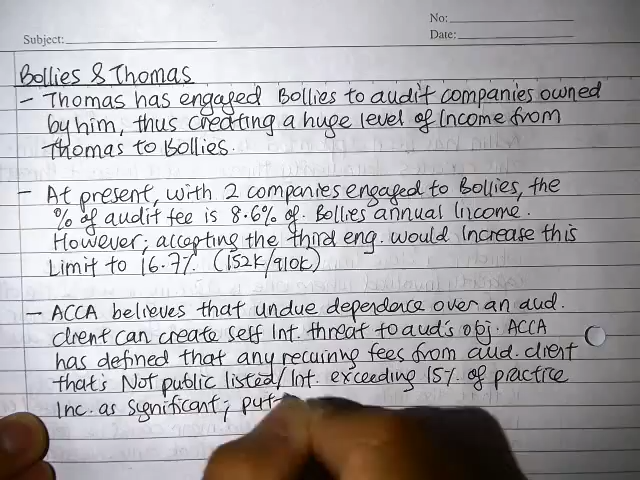 No:
Subject:
Date:
Bollies & Thomas
- Thomas has engaged Bollies to audit companies owned
by him, thus creating a huge level of Income from
Thomas to Bollies.
- At present, with 2 companies engaged to Bollies, the
% of audit fee is 8.6% of. Bollies annual Income.
However; accepting the third eng. would Increase this
Limit to 16.7%. (152K/910K)
- ACCA believes that undue dependence over an aud.
client can create self Int. threat to aud's obj. ACCA
has defined that any recuirng fees from aud. client
that's Not public listed/Int. exceeding 15%. of practice
Inc. as significant; put